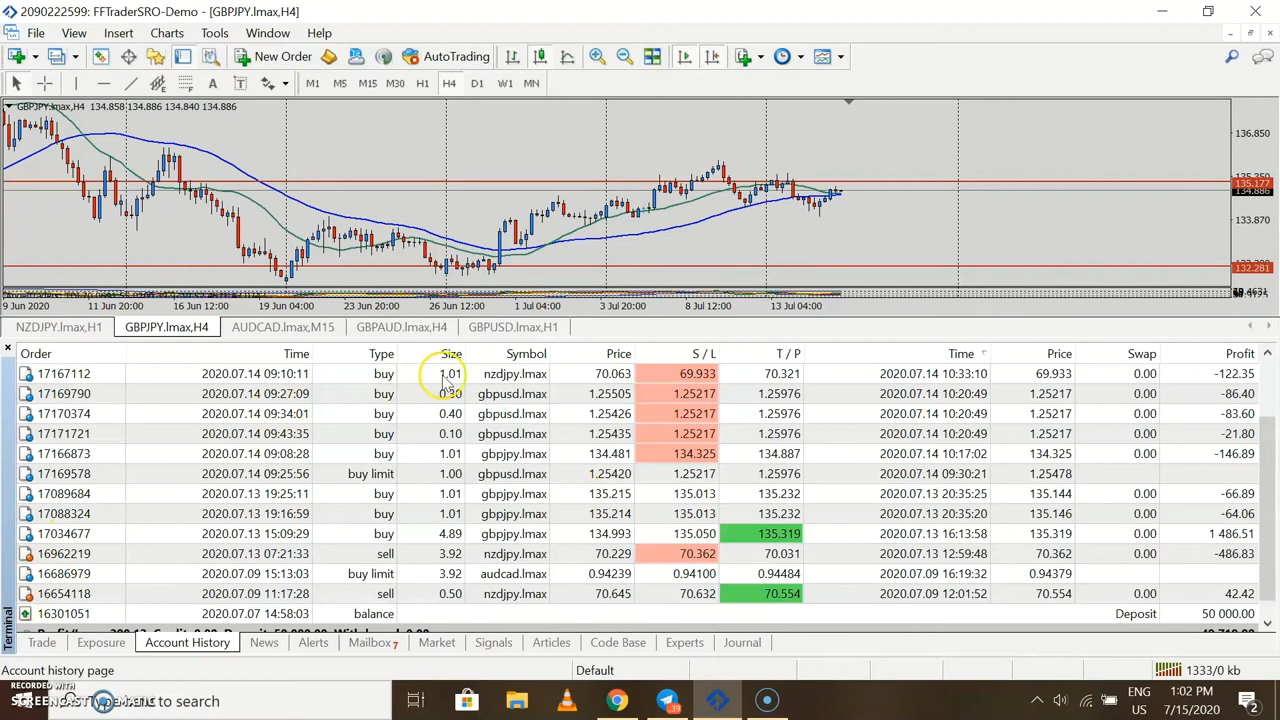 2090222599: FFTraderSRO-Demo - [GBPJPY.lmax,H4]
File View Insert Charts Tools Window Help
New Order AutoTrading
M1 M5 M15 M30 H1 H4 D1 W1 MN
GBPJPY.lmax,H4 134.858 134.886 134.840 134.886
136.750
135.177
134.886
133.870
132.281
9 Jun 2020 11 Jun 20:00 16 Jun 12:00 19 Jun 04:00 23 Jun 20:00 26 Jun 12:00 1 Jul 04:00 3 Jul 20:00 8 Jul 12:00 13 Jul 04:00
NZDJPY.lmax,H1 GBPJPY.lmax,H4 AUDCAD.lmax,M15 GBPAUD.lmax,H4 GBPUSD.lmax,H1
Order Time Type Size Symbol Price S / L T / P Time Price Swap Profit
17167112 2020.07.14 09:10:11 buy 1.01 nzdjpy.lmax 70.063 69.933 70.321 2020.07.14 10:33:10 69.933 0.00 -122.35
17169790 2020.07.14 09:27:09 buy 0.30 gbpusd.lmax 1.25505 1.25217 1.25976 2020.07.14 10:20:49 1.25217 0.00 -86.40
17170374 2020.07.14 09:34:01 buy 0.40 gbpusd.lmax 1.25426 1.25217 1.25976 2020.07.14 10:20:49 1.25217 0.00 -83.60
17171721 2020.07.14 09:43:35 buy 0.10 gbpusd.lmax 1.25435 1.25217 1.25976 2020.07.14 10:20:49 1.25217 0.00 -21.80
17166873 2020.07.14 09:08:28 buy 1.01 gbpjpy.lmax 134.481 134.325 134.887 2020.07.14 10:17:02 134.325 0.00 -146.89
17169578 2020.07.14 09:25:56 buy limit 1.00 gbpusd.lmax 1.25420 1.25217 1.25976 2020.07.14 09:30:21 1.25478
17089684 2020.07.13 19:25:11 buy 1.01 gbpjpy.lmax 135.215 135.013 135.232 2020.07.13 20:35:25 135.144 0.00 -66.89
17088324 2020.07.13 19:16:59 buy 1.01 gbpjpy.lmax 135.214 135.013 135.232 2020.07.13 20:35:20 135.146 0.00 -64.06
17034677 2020.07.13 15:09:29 buy 4.89 gbpjpy.lmax 134.993 135.050 135.319 2020.07.13 16:13:58 135.319 0.00 1 486.51
16962219 2020.07.13 07:21:33 sell 3.92 nzdjpy.lmax 70.229 70.362 70.031 2020.07.13 12:59:48 70.362 0.00 -486.83
16686979 2020.07.09 15:13:03 buy limit 3.92 audcad.lmax 0.94239 0.94100 0.94484 2020.07.09 16:19:32 0.94379
16654118 2020.07.09 11:17:28 sell 0.50 nzdjpy.lmax 70.645 70.632 70.554 2020.07.09 12:01:52 70.554 0.00 42.42
16301051 2020.07.07 14:58:03 balance Deposit 50 000.00
Terminal
Trade Exposure Account History News Alerts Mailbox 7 Market Signals Articles Code Base Experts Journal
Account history page Default 1333/0 kb
RECORDED WITH
SCREENCAST MATIC
to search
39
ENG
US
1:02 PM
7/15/2020
2